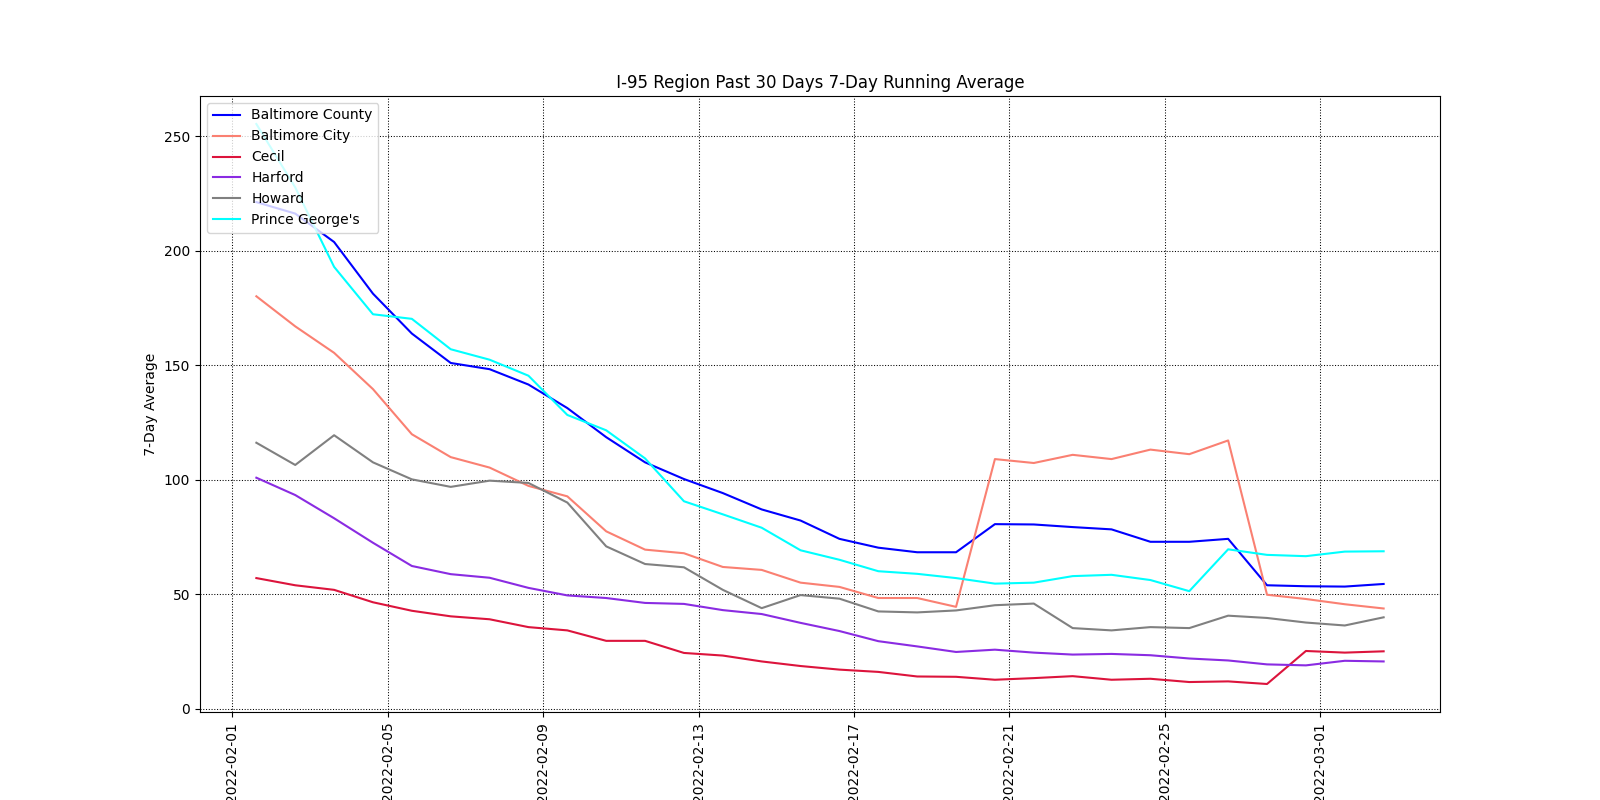 I-95 Region Past 30 Days 7-Day Running Average
Baltimore County
Baltimore City
Cecil
Harford
Howard
Prince George's
7-Day Average
250
200
150
100
50
0
2022-02-01
2022-02-05
2022-02-09
2022-02-13
2022-02-17
2022-02-21
2022-02-25
2022-03-01